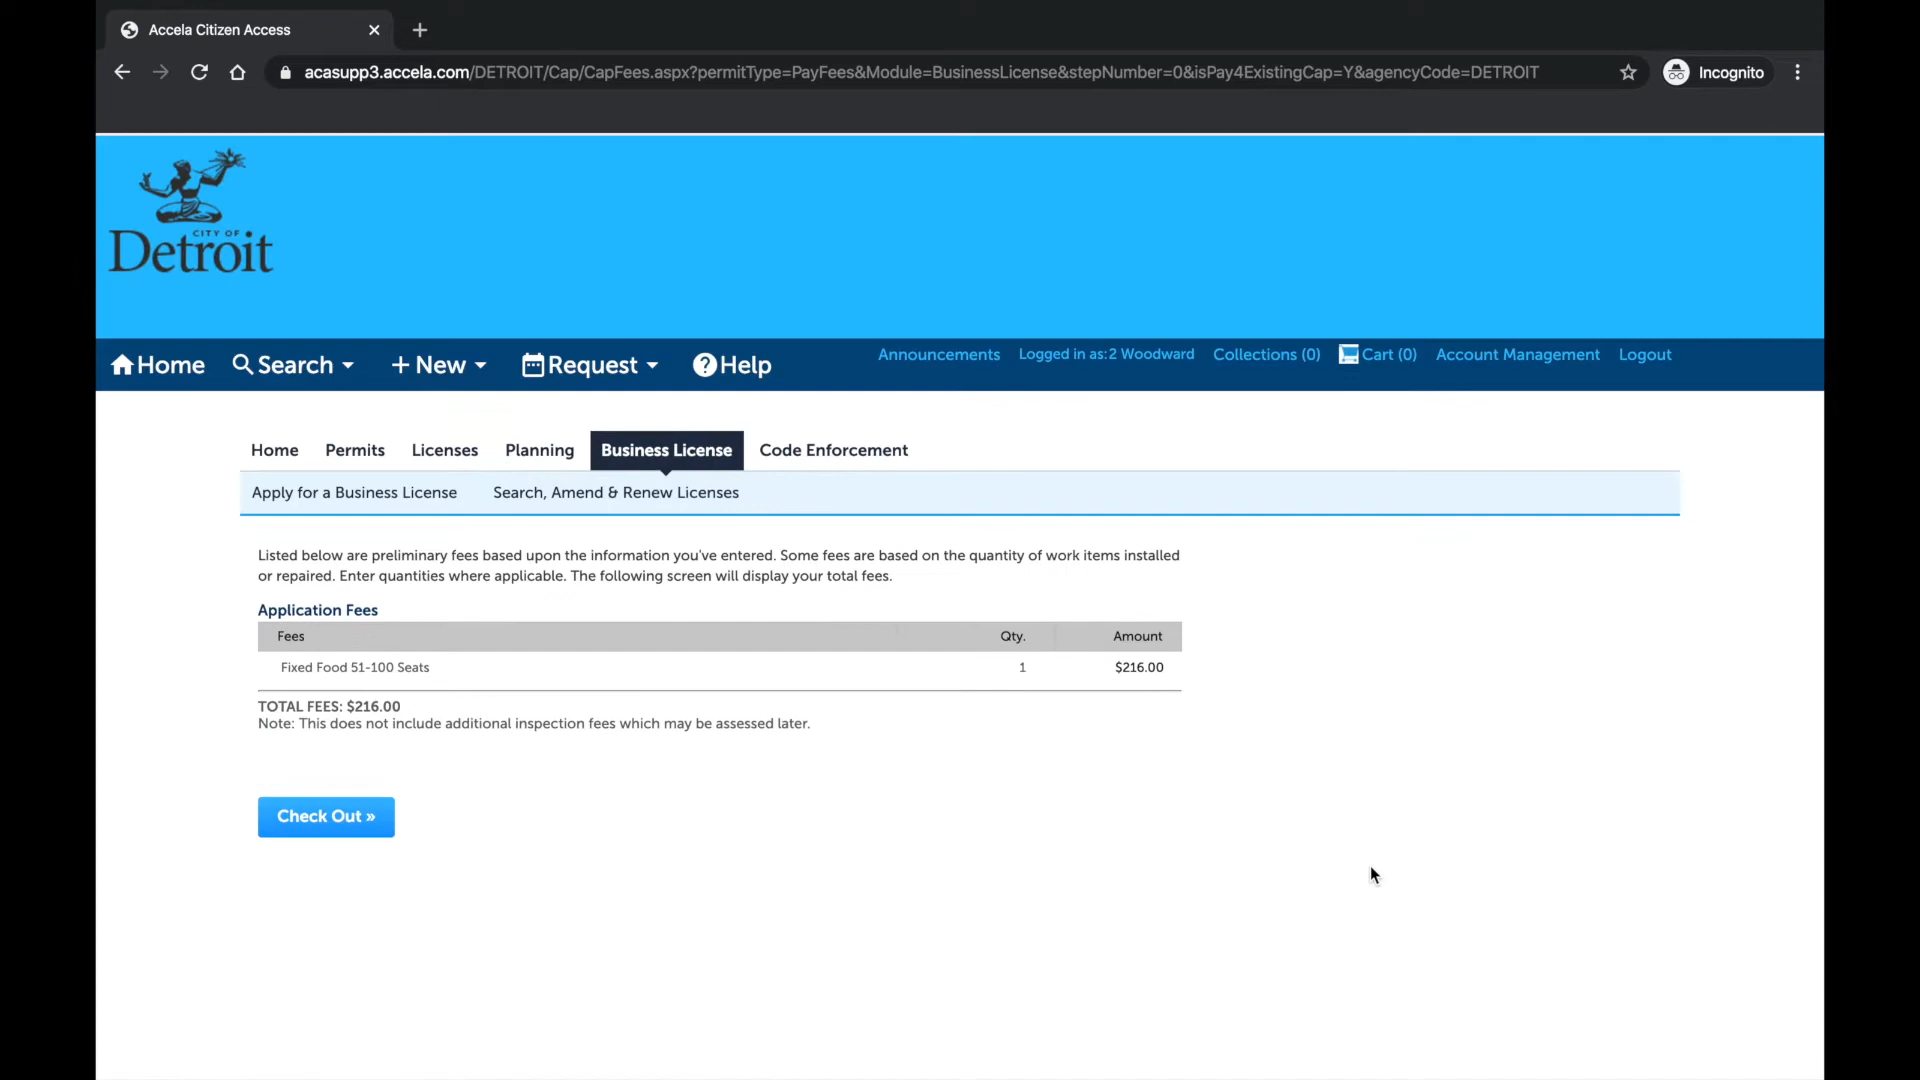 Accela Citizen Access
acasupp3.accela.com/DETROIT/Cap/CapFees.aspx?permitType=PayFees&Module=BusinessLicense&stepNumber=0&isPay4ExistingCap=Y&agencyCode=DETROIT
Incognito
CITY OF
Detroit
Home
Search
New
Request
Help
Announcements
Logged in as:2 Woodward
Collections (0)
Cart (0)
Account Management
Logout
Home
Permits
Licenses
Planning
Business License
Code Enforcement
Apply for a Business License
Search, Amend & Renew Licenses
Listed below are preliminary fees based upon the information you've entered. Some fees are based on the quantity of work items installed
or repaired. Enter quantities where applicable. The following screen will display your total fees.
Application Fees
Fees Qty. Amount
Fixed Food 51-100 Seats 1 $216.00
TOTAL FEES: $216.00
Note: This does not include additional inspection fees which may be assessed later.
Check Out »